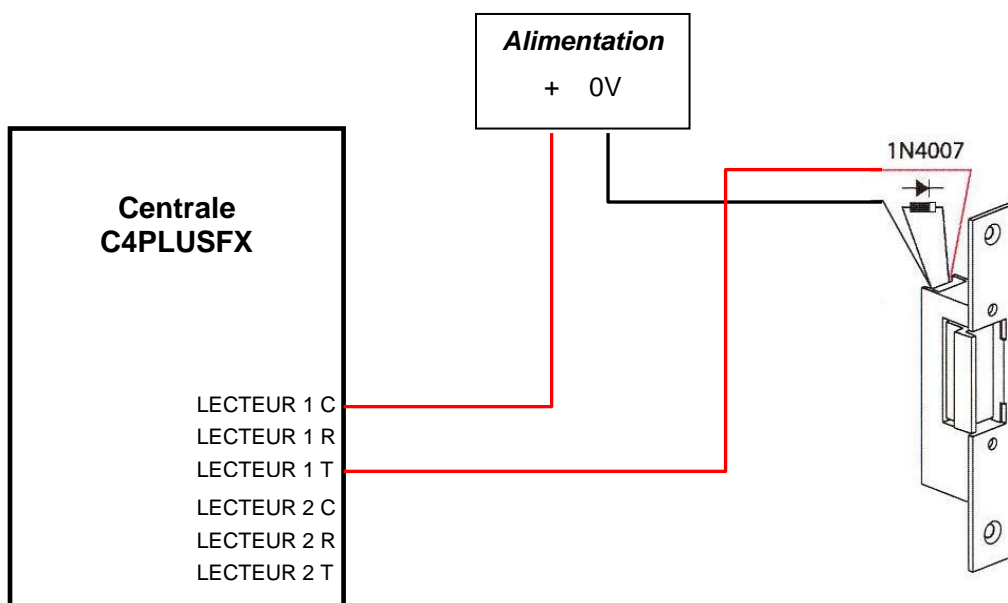 Alimentation
+ 0V
1N4007
Centrale
C4PLUSFX
LECTEUR 1 C
LECTEUR 1 R
LECTEUR 1 T
LECTEUR 2 C
LECTEUR 2 R
LECTEUR 2 T